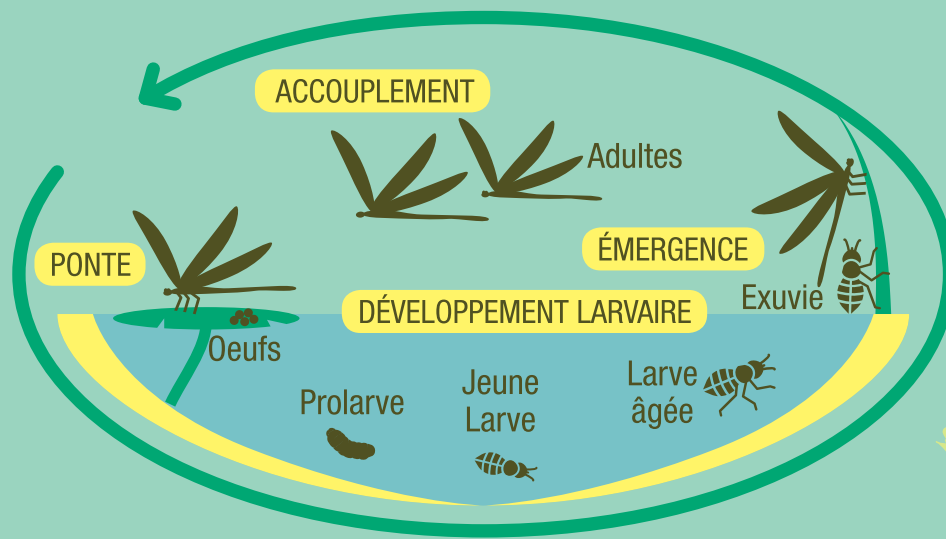 ACCOUPLEMENT
Adultes
PONTE
ÉMERGENCE
Exuvie
DÉVELOPPEMENT LARVAIRE
Oeufs
Prolarve
Jeune
Larve
Larve
âgée